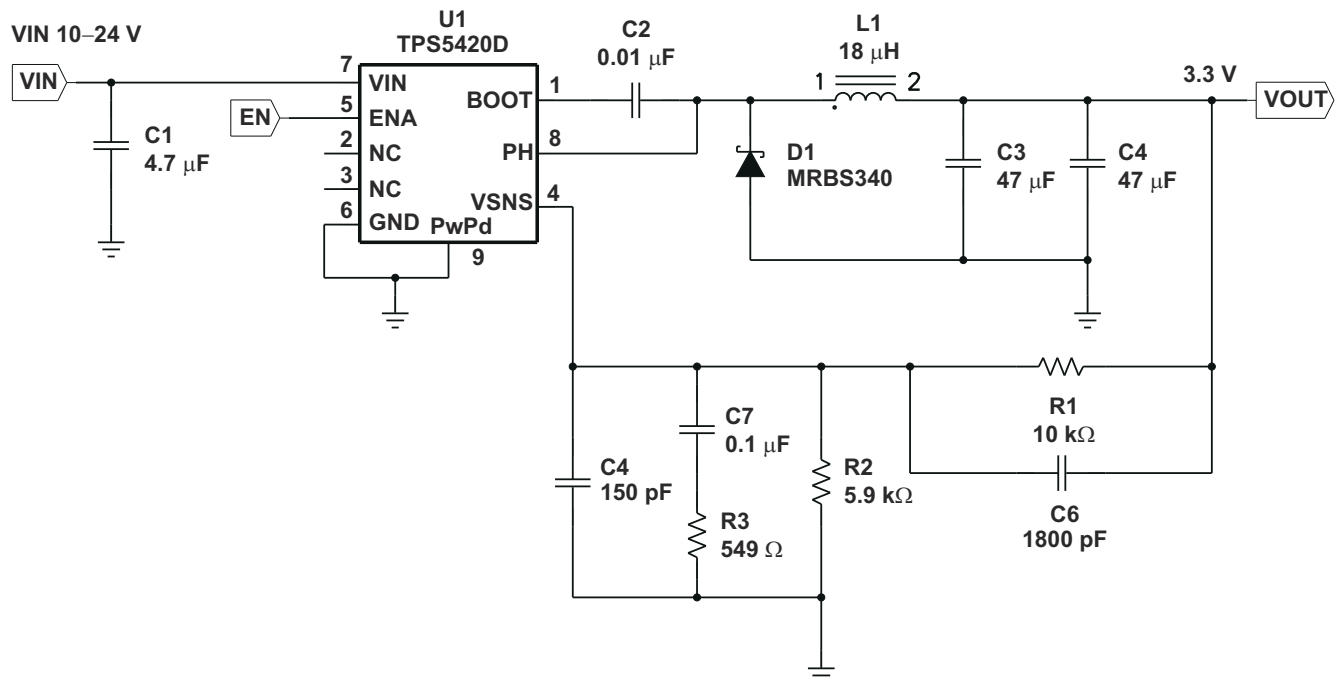 VIN 10–24 V
VIN
C1
4.7 μF
EN
U1
TPS5420D
7
VIN
5
ENA
2
NC
3
NC
6
GND
PwPd
9
BOOT
1
PH
8
VSNS
4
C2
0.01 μF
L1
18 μH
1
2
D1
MRBS340
C3
47 μF
C4
47 μF
3.3 V
VOUT
C4
150 pF
C7
0.1 μF
R3
549 Ω
R2
5.9 kΩ
R1
10 kΩ
C6
1800 pF